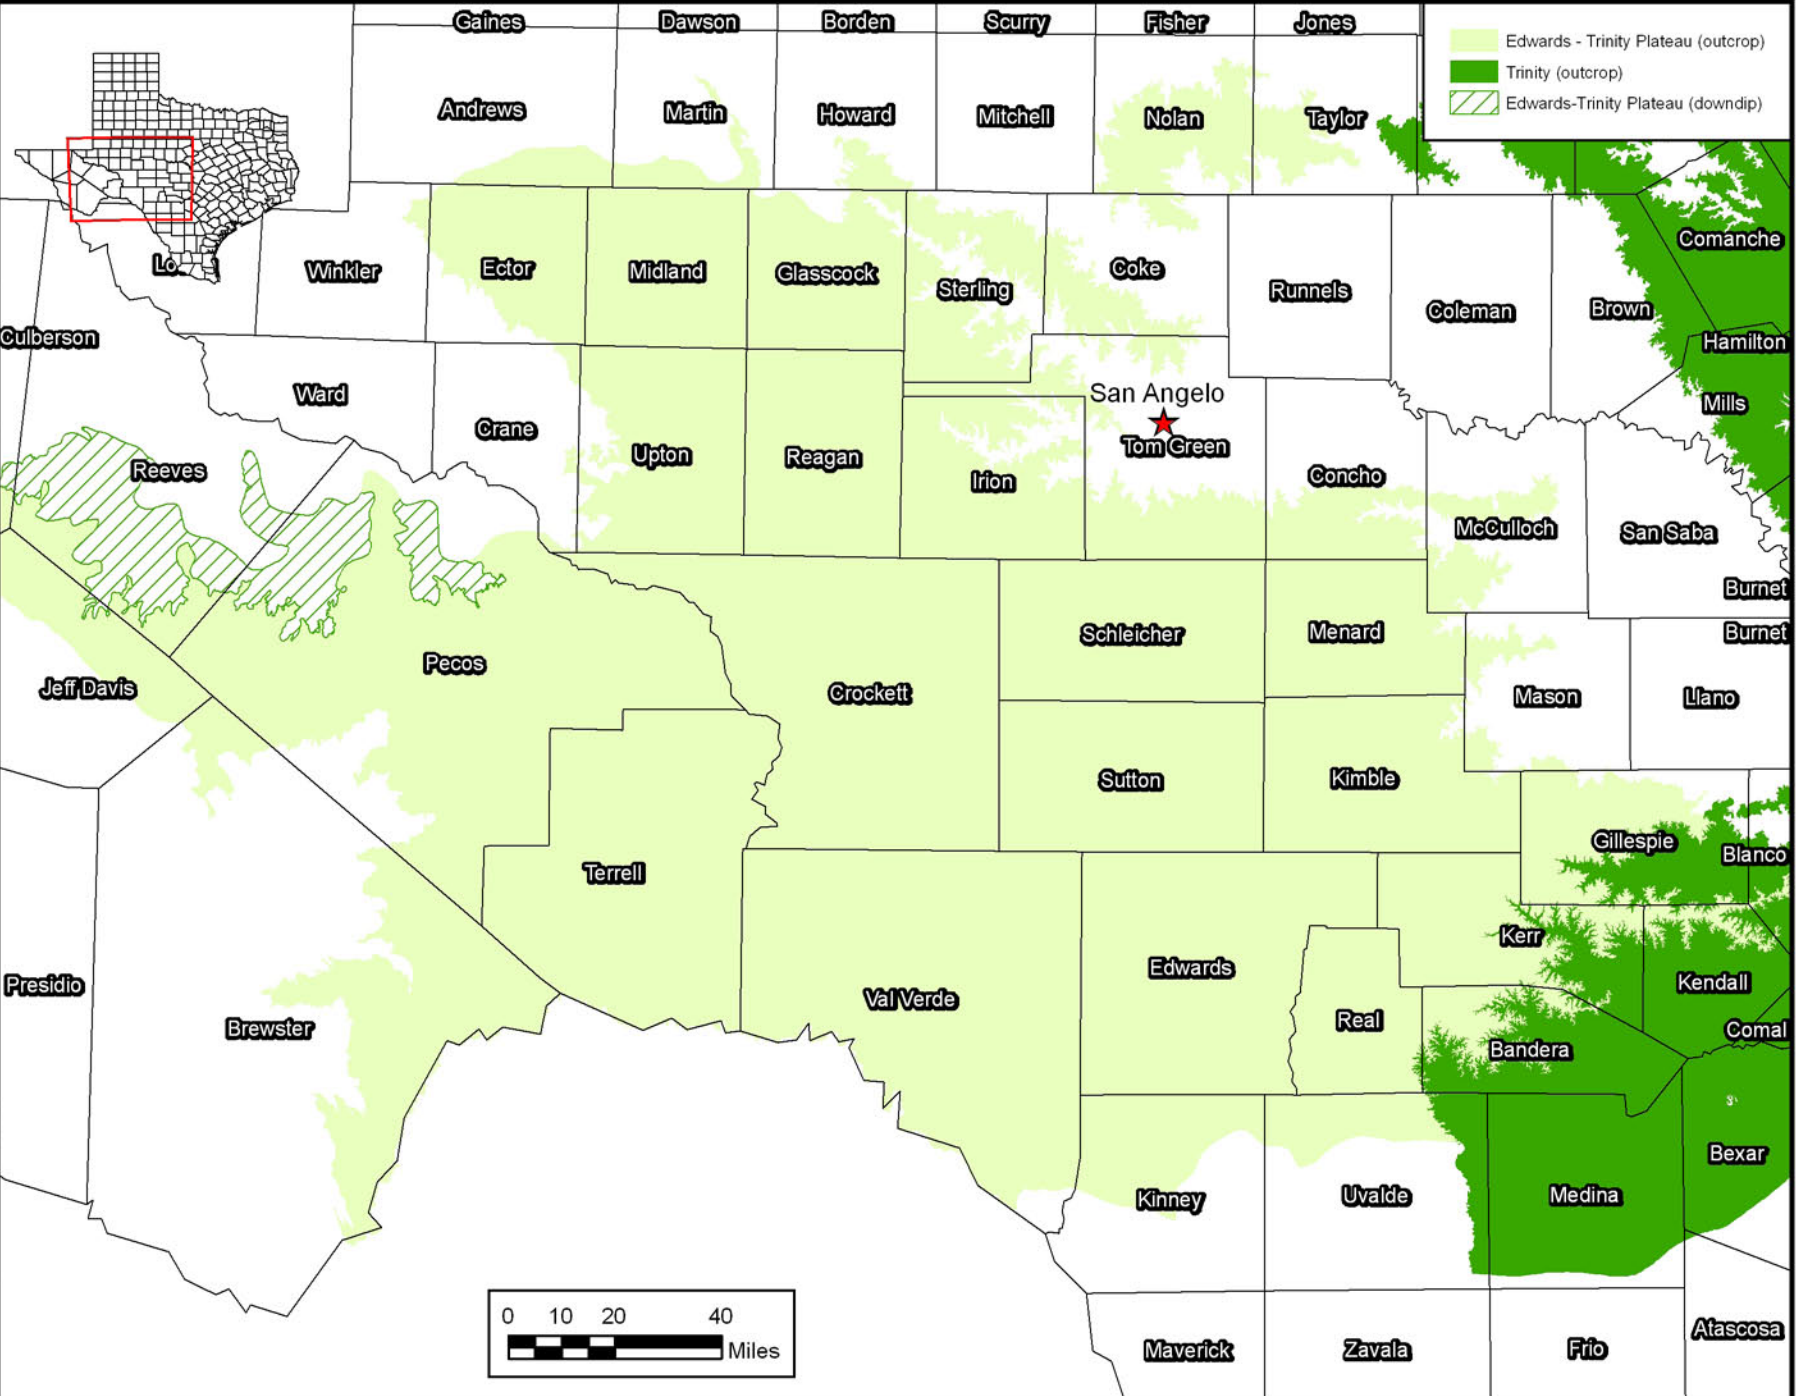 Gaines Dawson Borden Scurry Fisher Jones
Edwards - Trinity Plateau (outcrop)
Trinity (outcrop)
Edwards-Trinity Plateau (downdip)
Andrews Martin Howard Mitchell Nolan Taylor
Comanche
Lo
Winkler Ector Midland Glasscock Sterling Coke Runnels Coleman Brown
Culberson
Hamilton
Ward Crane Upton Reagan Irion
San Angelo
Tom Green
Mills
Reeves
Concho
McCulloch
San Saba
Burnet
Burnet
Schleicher Menard
Pecos
Jeff Davis
Crockett
Mason Llano
Sutton Kimble
Gillespie
Blanco
Terrell
Kerr
Edwards
Kendall
Presidio
Val Verde
Real
Brewster
Comal
Bandera
Bexar
Kinney Uvalde Medina
0 10 20 40
Miles
Maverick Zavala Frio Atascosa